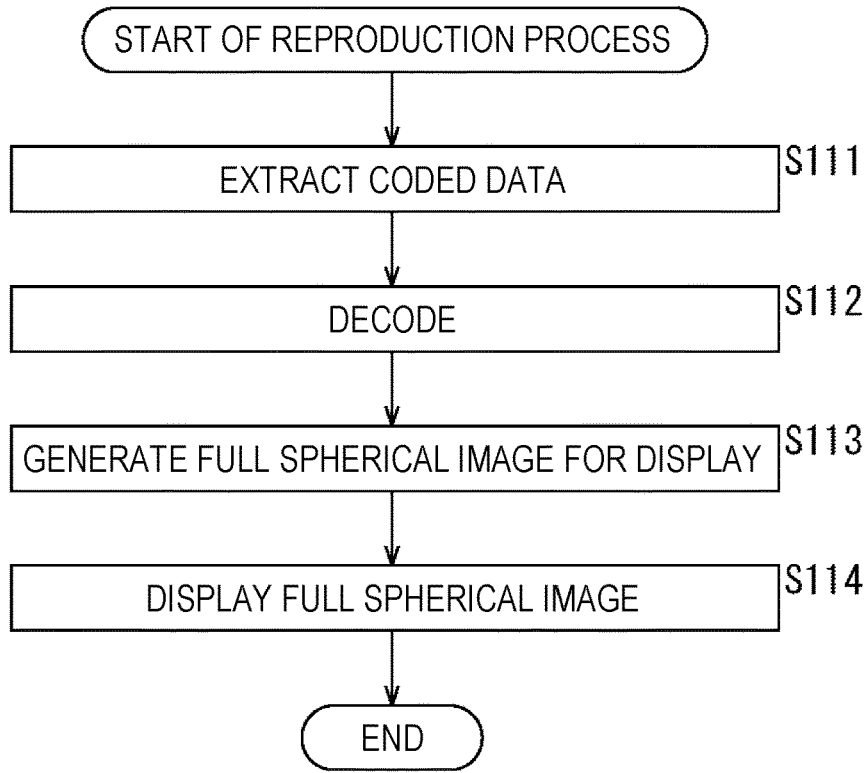 START OF REPRODUCTION PROCESS
S111
EXTRACT CODED DATA
S112
DECODE
S113
GENERATE FULL SPHERICAL IMAGE FOR DISPLAY
S114
DISPLAY FULL SPHERICAL IMAGE
END